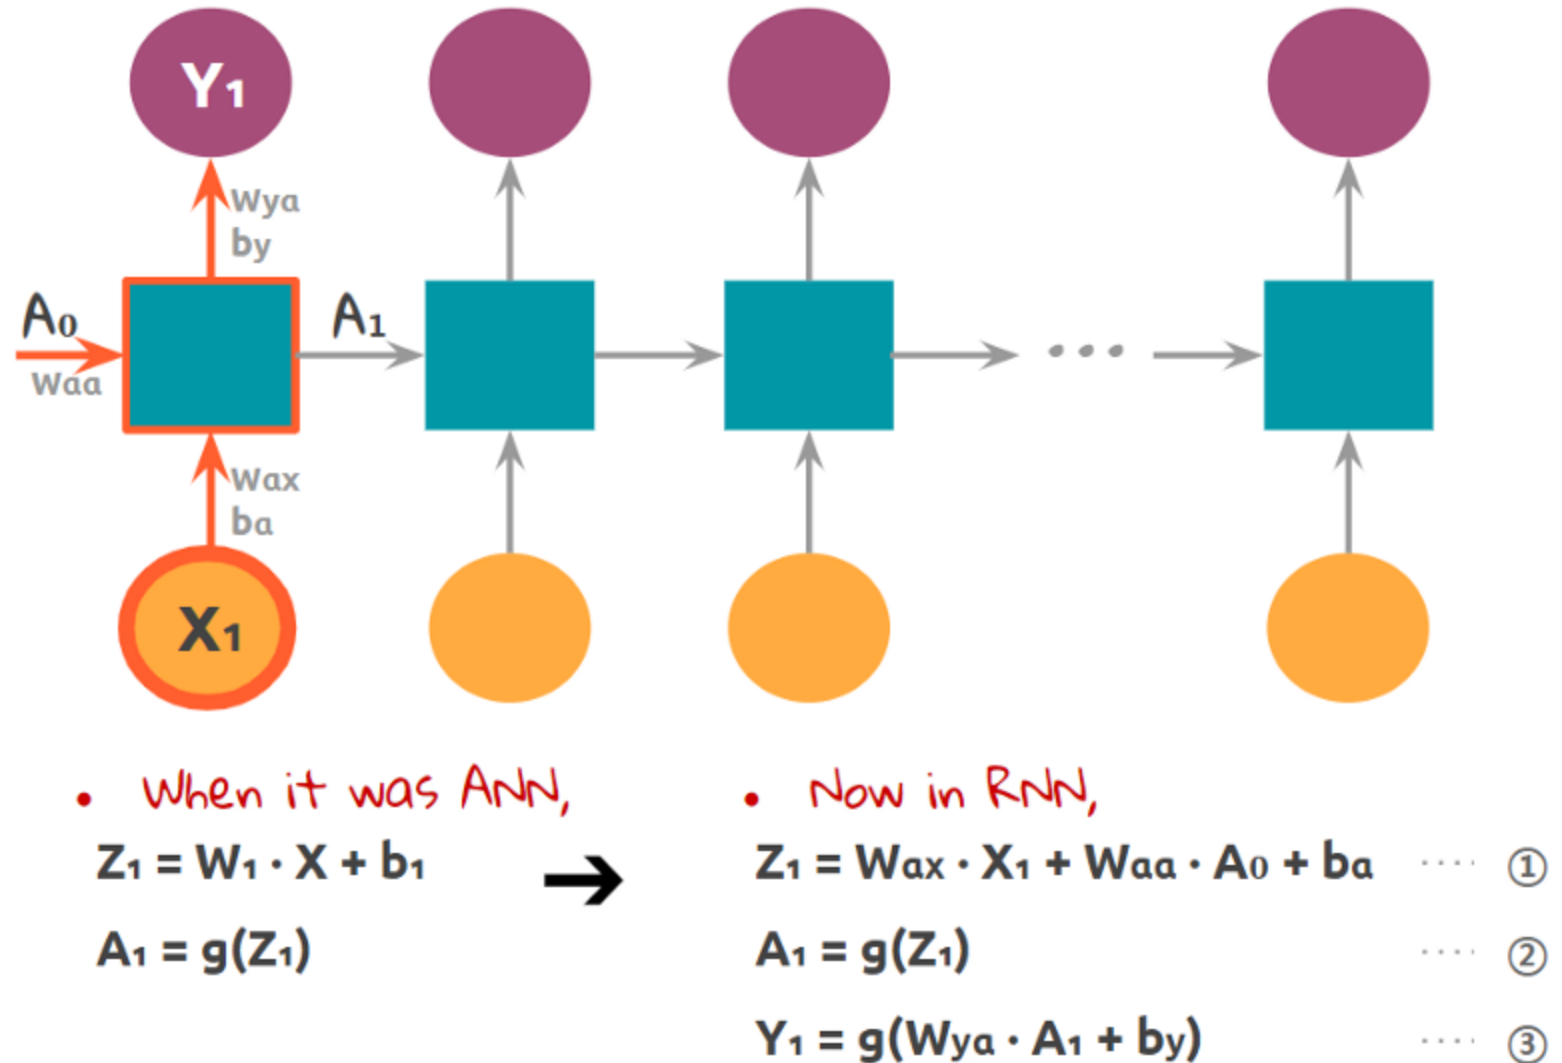 Y₁
Wya
by
A₀
A₁
Waa
Wax
ba
X₁
• When it was ANN,
Z₁ = W₁ · X + b₁
A₁ = g(Z₁)
➔
• Now in RNN,
Z₁ = Wax · X₁ + Waa · A₀ + ba ···· ①
A₁ = g(Z₁) ···· ②
Y₁ = g(Wya · A₁ + by) ···· ③